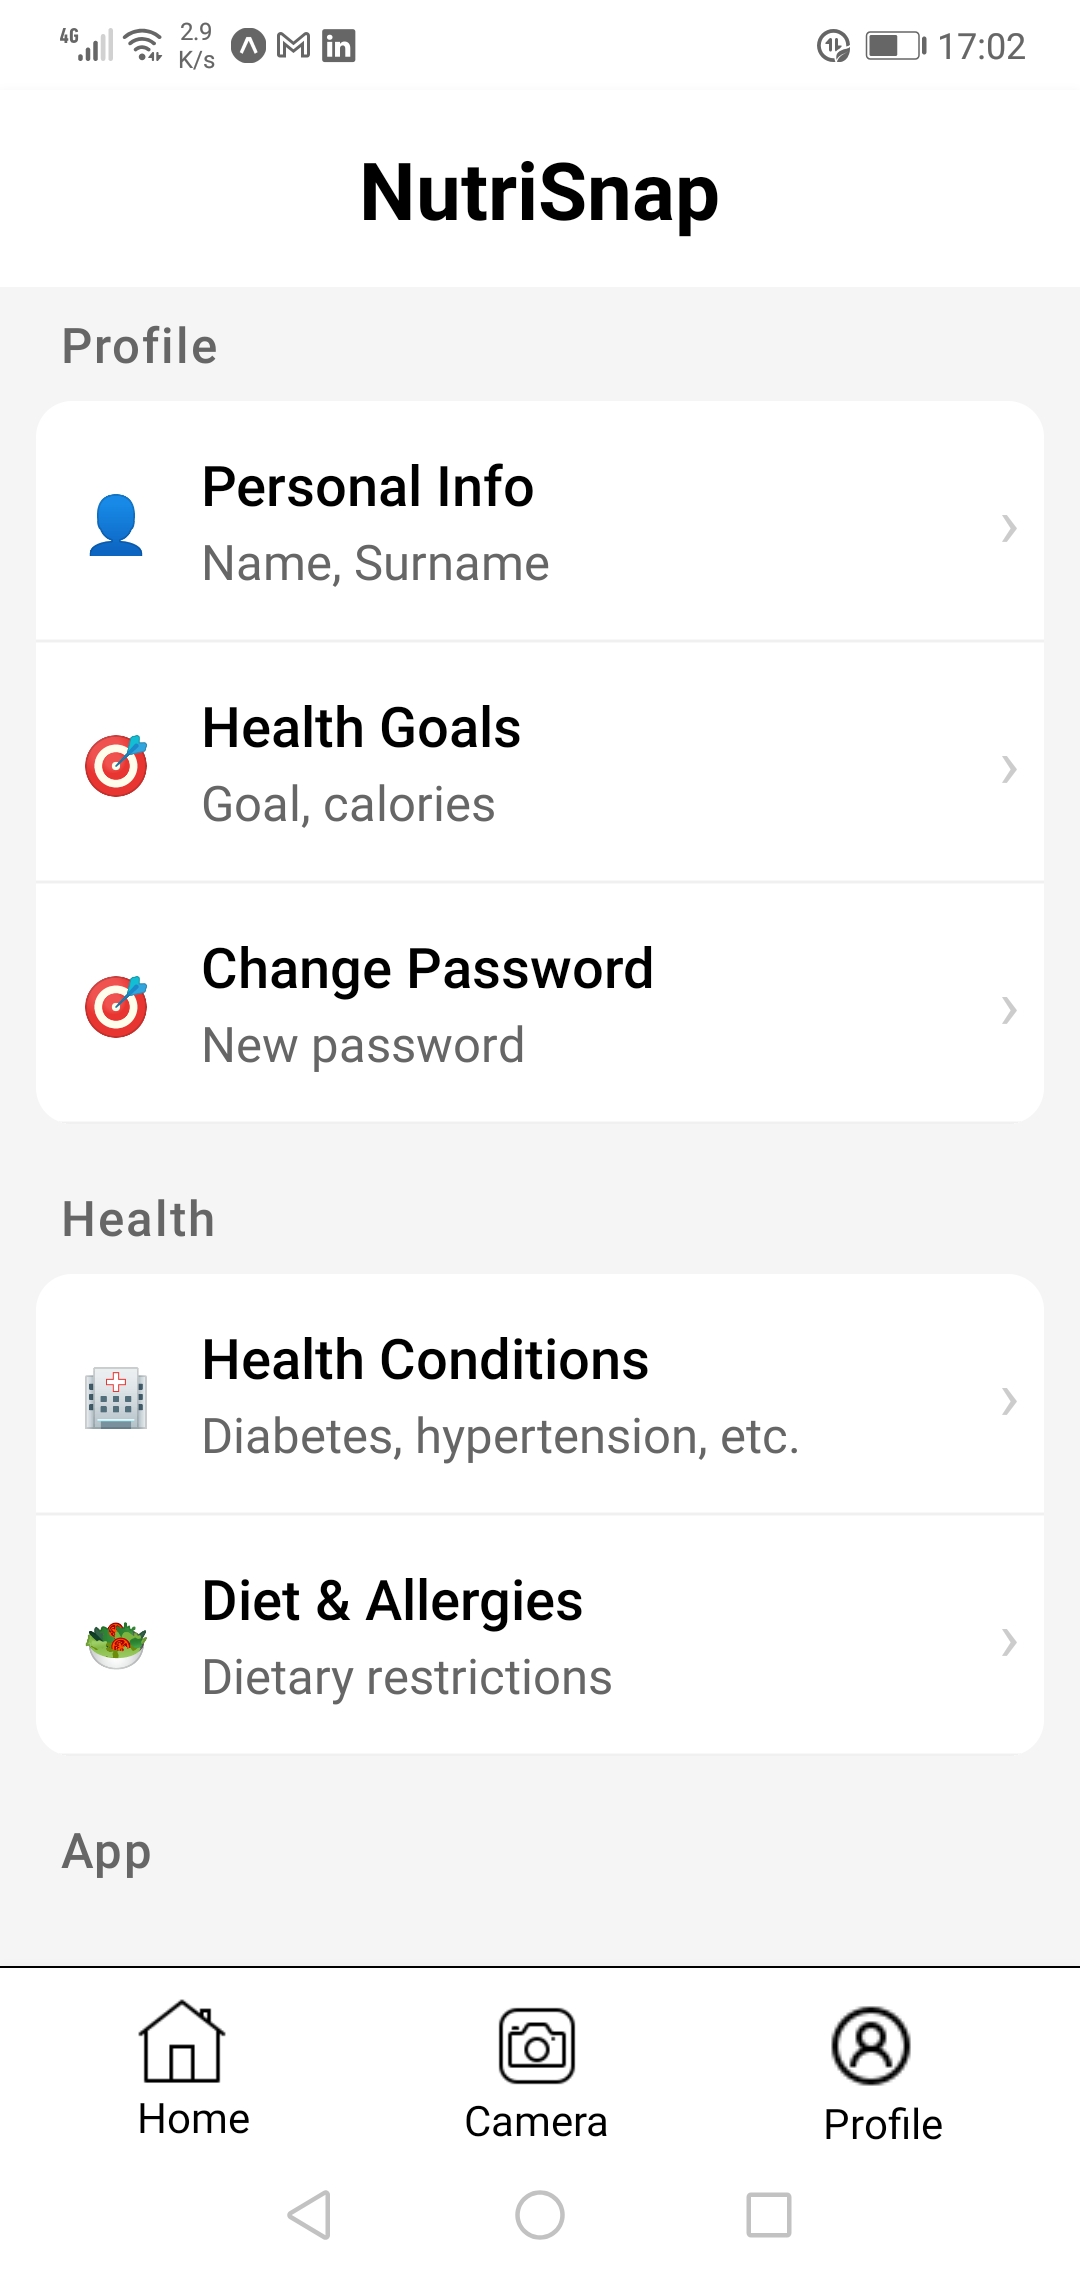 4G 2.9 K/s 17:02
NutriSnap
Profile
Personal Info
Name, Surname
Health Goals
Goal, calories
Change Password
New password
Health
Health Conditions
Diabetes, hypertension, etc.
Diet & Allergies
Dietary restrictions
App
Home Camera Profile